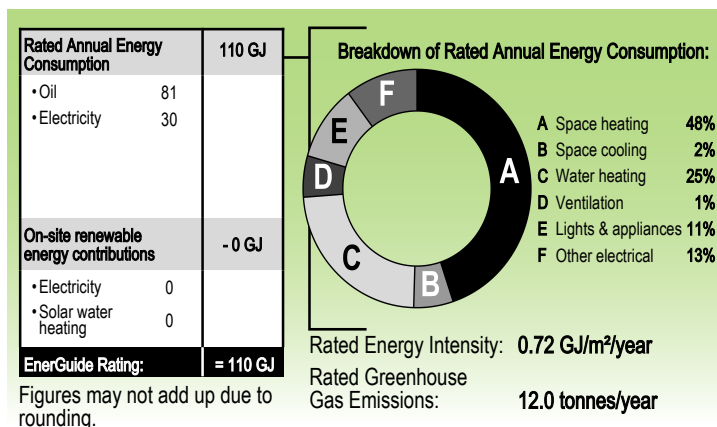 Rated Annual Energy
Consumption
110 GJ
• Oil 81
• Electricity 30
On-site renewable
energy contributions
- 0 GJ
• Electricity 0
• Solar water
heating 0
EnerGuide Rating: = 110 GJ
Figures may not add up due to
rounding.
Breakdown of Rated Annual Energy Consumption:
F
E
D
C
B
A
A Space heating 48%
B Space cooling 2%
C Water heating 25%
D Ventilation 1%
E Lights & appliances 11%
F Other electrical 13%
Rated Energy Intensity: 0.72 GJ/m²/year
Rated Greenhouse
Gas Emissions: 12.0 tonnes/year